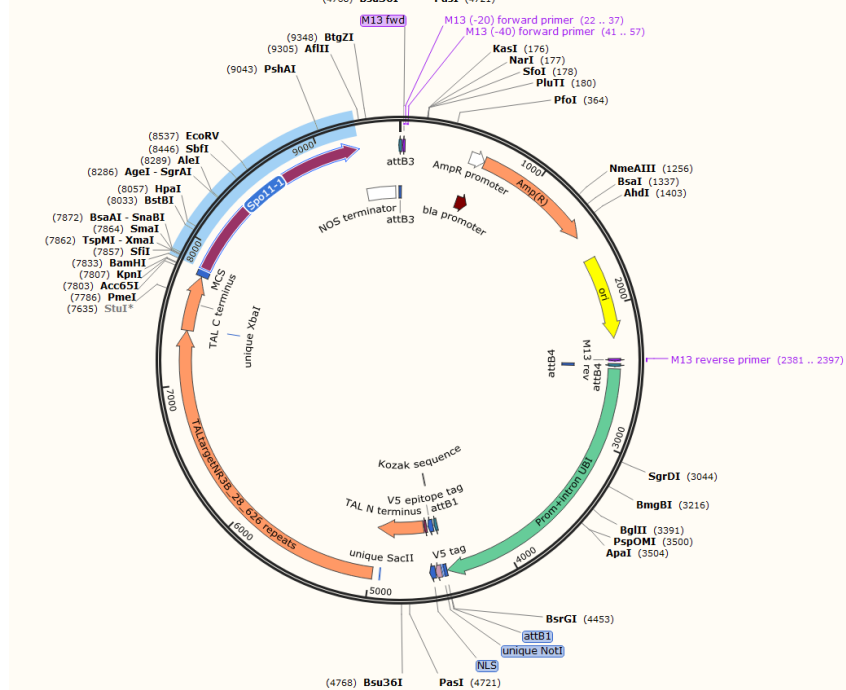 (4768) Bsu36I PasI (4721)
M13 fwd
M13 (-20) forward primer (22 .. 37)
M13 (-40) forward primer (41 .. 57)
(9348) BtgZI
(9305) AflII
(9043) PshAI
KasI (176)
NarI (177)
SfoI (178)
PluTI (180)
PfoI (364)
(8537) EcoRV
(8446) SbfI
(8289) AleI
(8286) AgeI - SgrAI
(8057) HpaI
(8033) BstBI
(7872) BsaAI - SnaBI
(7864) SmaI
(7862) TspMI - XmaI
(7857) SfiI
(7833) BamHI
(7807) KpnI
(7803) Acc65I
(7786) PmeI
(7635) StuI*
NmeAIII (1256)
BsaI (1337)
AhdI (1403)
9000
1000
8000
2000
7000
3000
6000
4000
5000
attB3
AmpR promoter
Amp(R)
bla promoter
NOS terminator
attB3
Spo11-1
MCS
TAL C terminus
unique XbaI
ori
attB4
M13 rev
attB4
M13 reverse primer (2381 .. 2397)
TALtargetNR3B_28_626 repeats
Prom+intron UBI
Kozak sequence
V5 epitope tag
TAL N terminus
attB1
unique SacII
V5 tag
SgrDI (3044)
BmgBI (3216)
BglII (3391)
PspOMI (3500)
ApaI (3504)
BsrGI (4453)
attB1
unique NotI
NLS
(4768) Bsu36I PasI (4721)